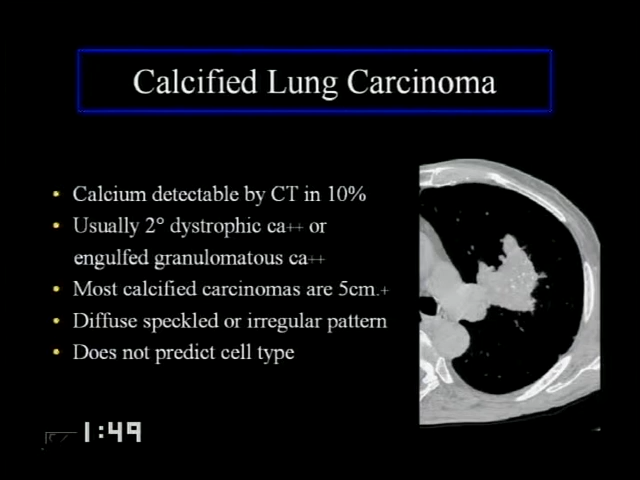 Calcified Lung Carcinoma
• Calcium detectable by CT in 10%
• Usually 2° dystrophic ca++ or
engulfed granulomatous ca++
• Most calcified carcinomas are 5cm.+
• Diffuse speckled or irregular pattern
• Does not predict cell type
1:49